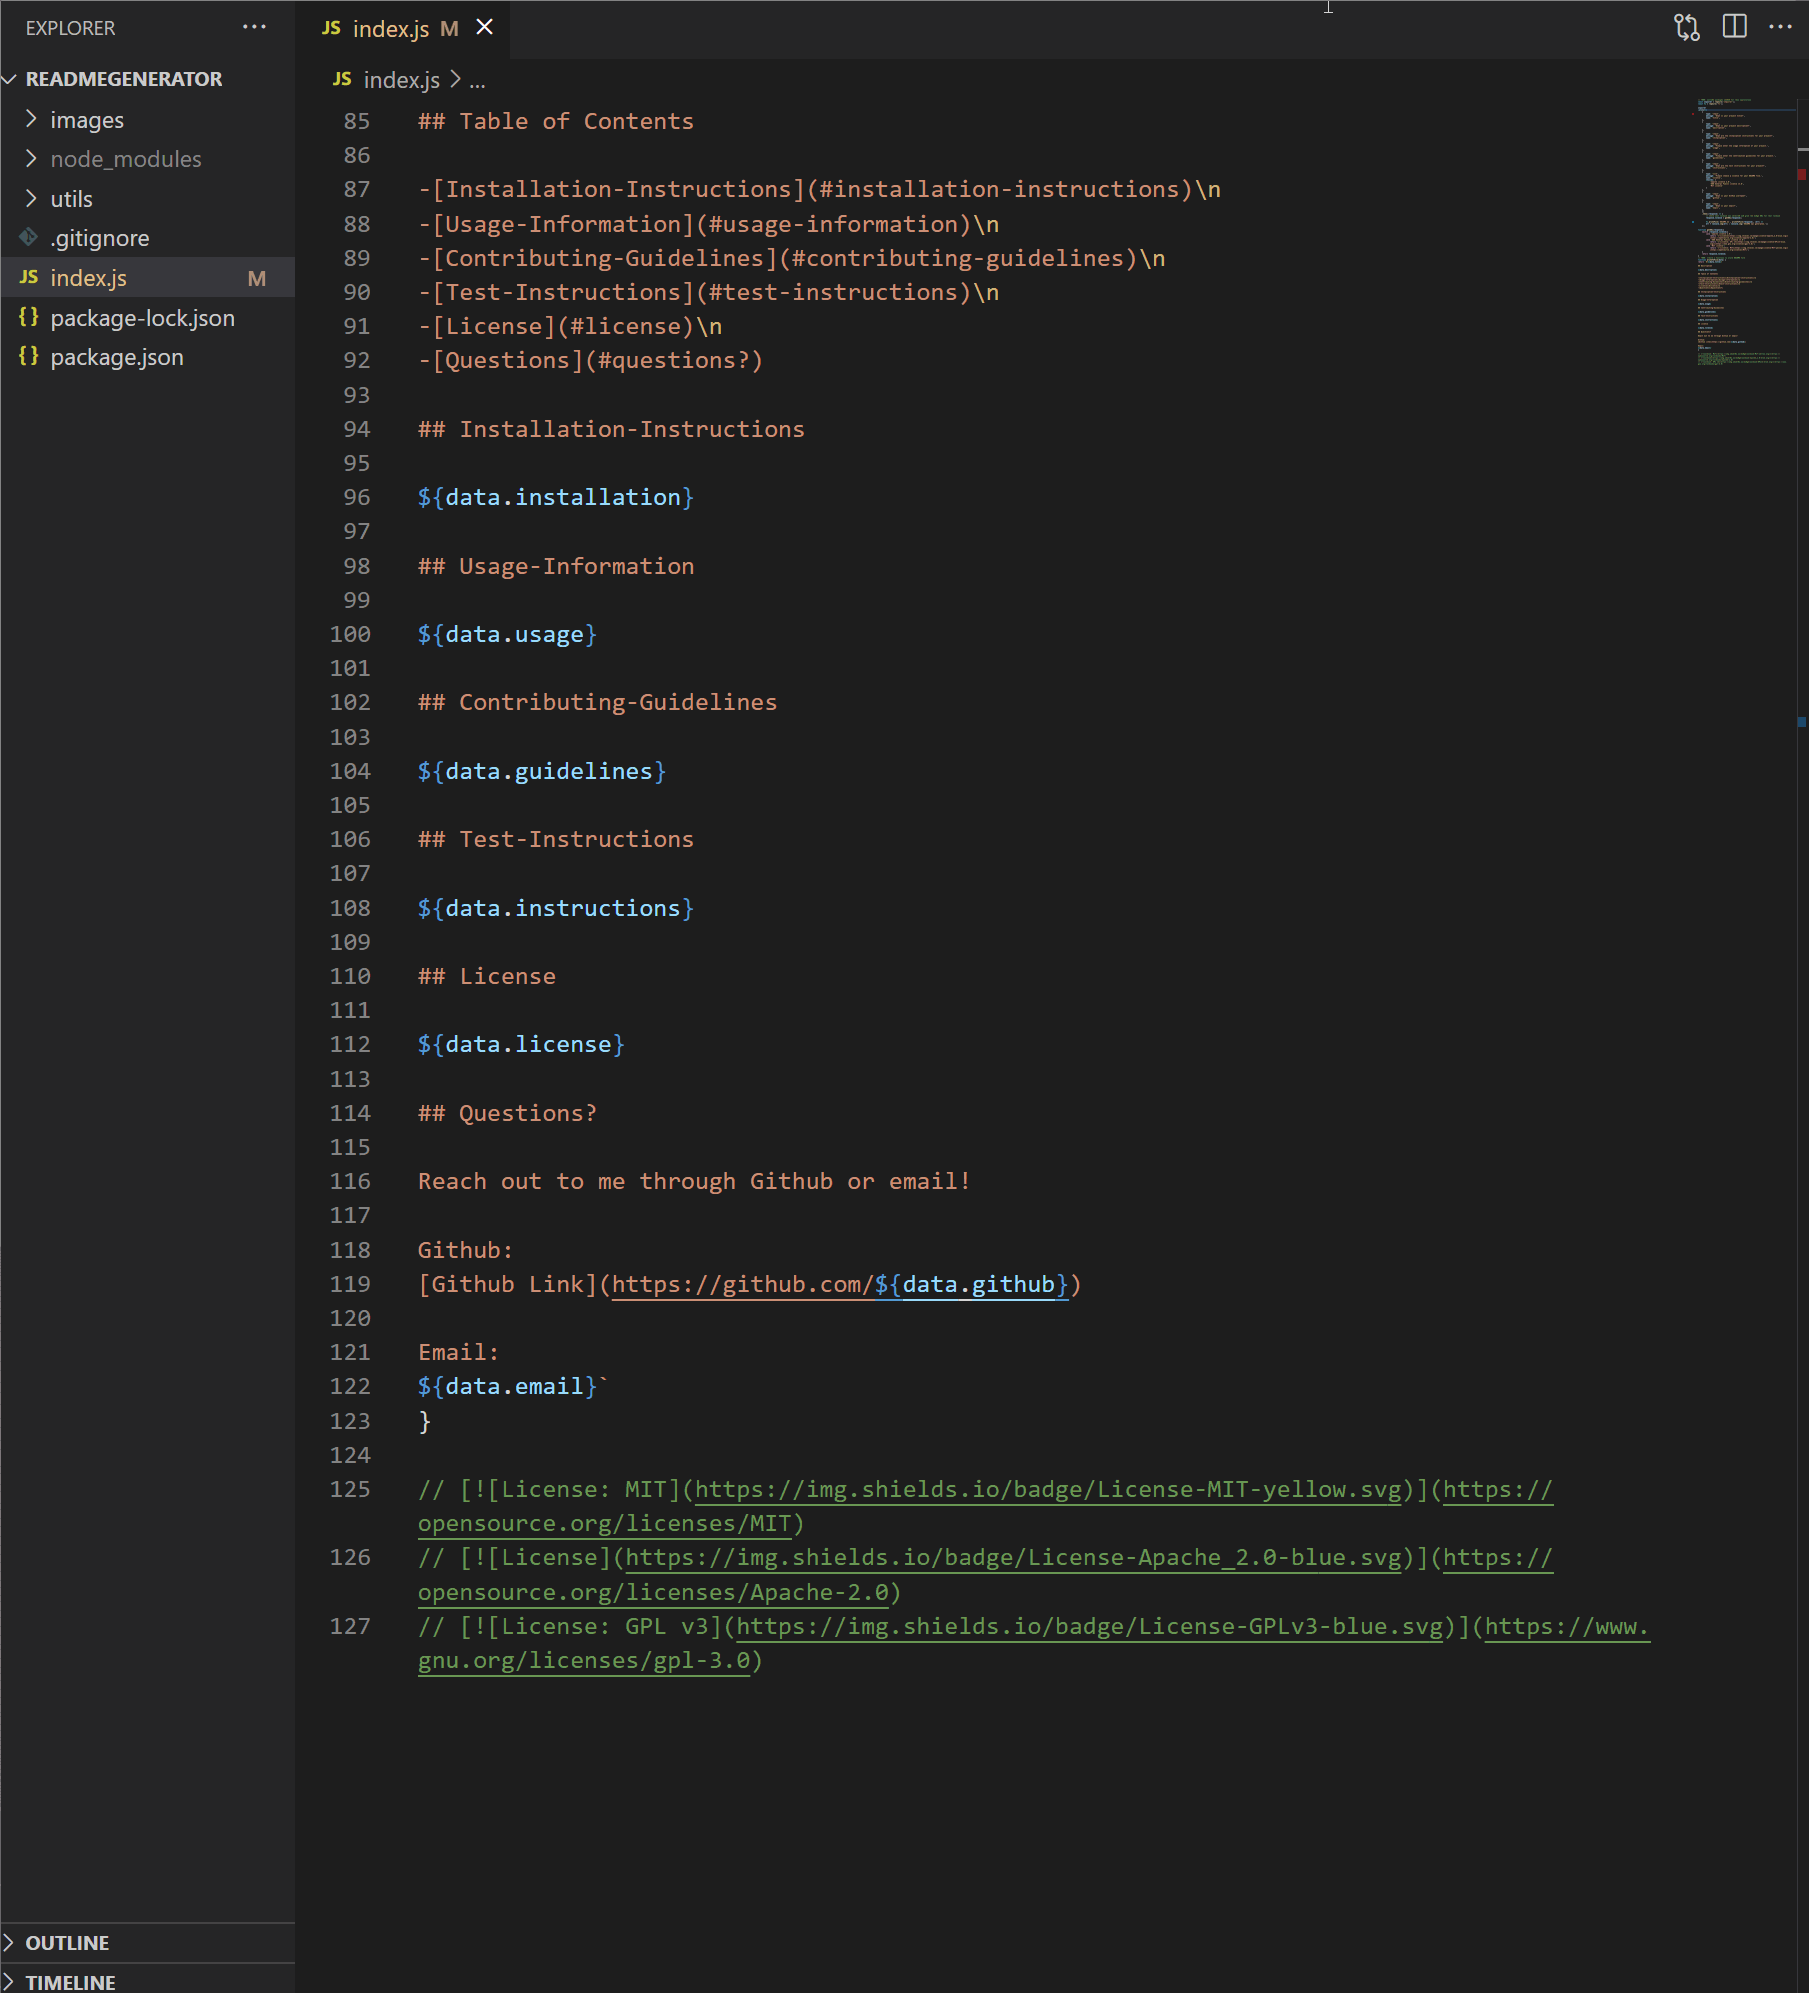 EXPLORER
READMEGENERATOR
images
node_modules
utils
.gitignore
JS index.js M
{} package-lock.json
{} package.json
OUTLINE
TIMELINE
JS index.js M
JS index.js > ...
85 ## Table of Contents
86
87 -[Installation-Instructions](#installation-instructions)\n
88 -[Usage-Information](#usage-information)\n
89 -[Contributing-Guidelines](#contributing-guidelines)\n
90 -[Test-Instructions](#test-instructions)\n
91 -[License](#license)\n
92 -[Questions](#questions?)
93
94 ## Installation-Instructions
95
96 ${data.installation}
97
98 ## Usage-Information
99
100 ${data.usage}
101
102 ## Contributing-Guidelines
103
104 ${data.guidelines}
105
106 ## Test-Instructions
107
108 ${data.instructions}
109
110 ## License
111
112 ${data.license}
113
114 ## Questions?
115
116 Reach out to me through Github or email!
117
118 Github:
119 [Github Link](https://github.com/${data.github})
120
121 Email:
122 ${data.email}`
123 }
124
125 // [![License: MIT](https://img.shields.io/badge/License-MIT-yellow.svg)](https://
opensource.org/licenses/MIT)
126 // [![License](https://img.shields.io/badge/License-Apache_2.0-blue.svg)](https://
opensource.org/licenses/Apache-2.0)
127 // [![License: GPL v3](https://img.shields.io/badge/License-GPLv3-blue.svg)](https://www.
gnu.org/licenses/gpl-3.0)